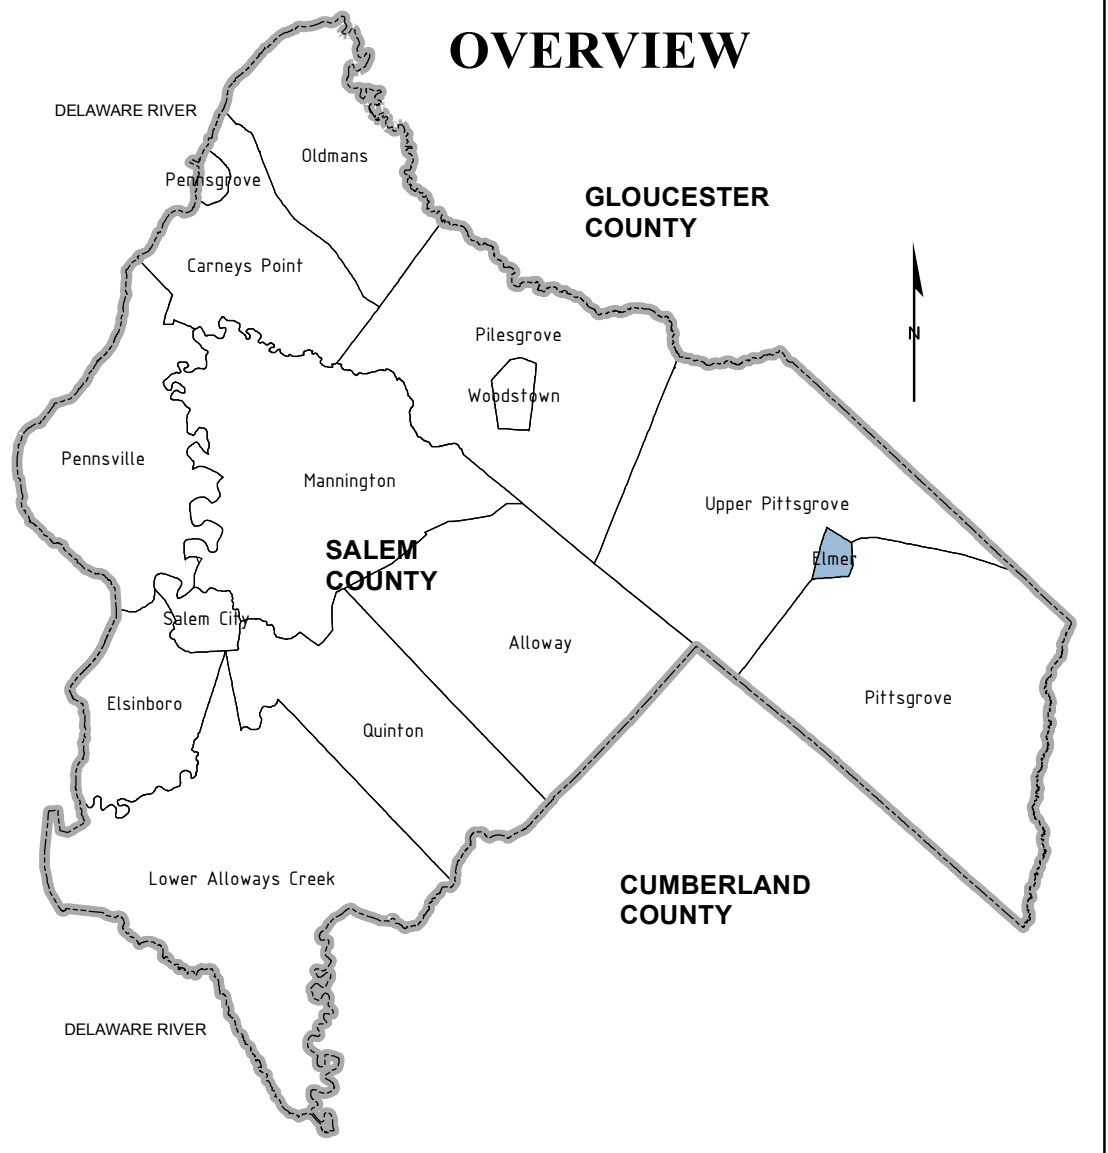 OVERVIEW
DELAWARE RIVER
Oldmans
Pennsgrove
GLOUCESTER
COUNTY
Carneys Point
N
Pilesgrove
Woodstown
Pennsville
Mannington
Upper Pittsgrove
SALEM
COUNTY
Elmer
Salem City
Alloway
Elsinboro
Pittsgrove
Quinton
Lower Alloways Creek
CUMBERLAND
COUNTY
DELAWARE RIVER